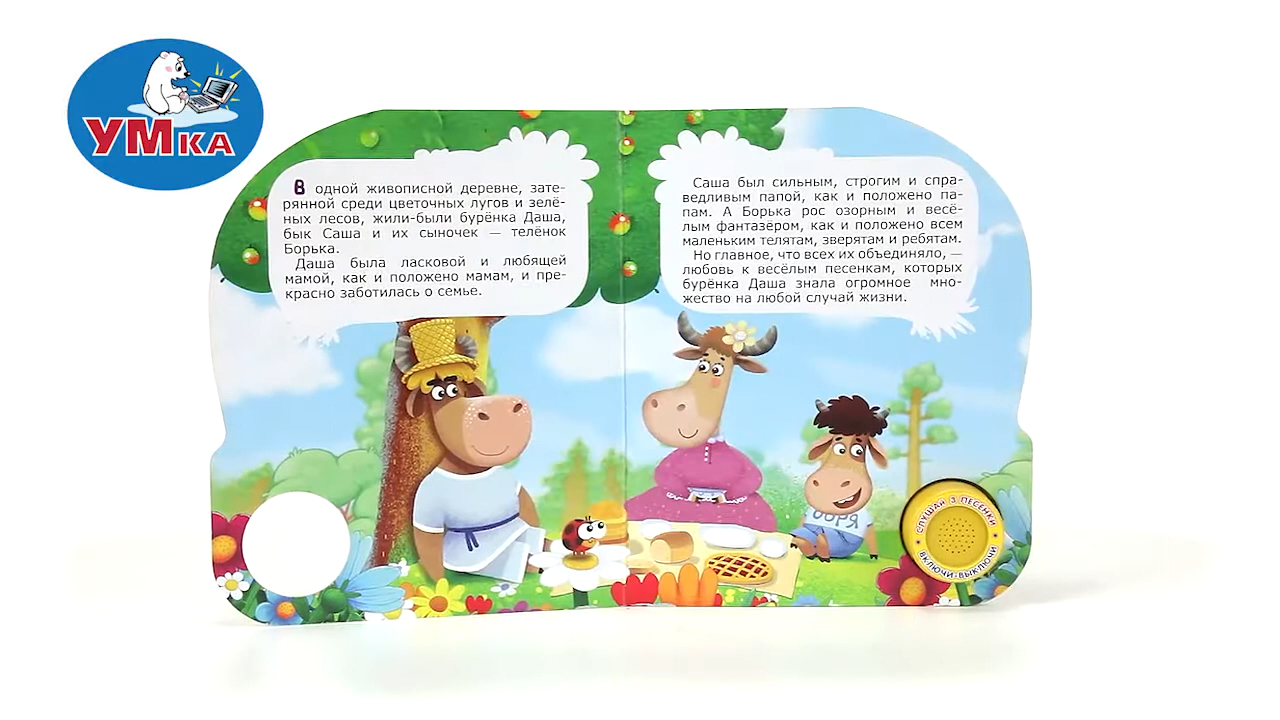 УМКА
В одной живописной деревне, зате-
рянной среди цветочных лугов и зелё-
ных лесов, жили-были бурёнка Даша,
бык Саша и их сыночек — телёнок
Борька.
Даша была ласковой и любящей
мамой, как и положено мамам, и пре-
красно заботилась о семье.
Саша был сильным, строгим и спра-
ведливым папой, как и положено па-
пам. А Борька рос озорным и весё-
лым фантазёром, как и положено всем
маленьким телятам, зверятам и ребятам.
Но главное, что всех их объединяло, —
любовь к весёлым песенкам, которых
бурёнка Даша знала огромное мно-
жество на любой случай жизни.
БОРЯ
СЛУШАЙ 3 ПЕСЕНКИ
ВКЛЮЧИ-ВЫКЛЮЧИ